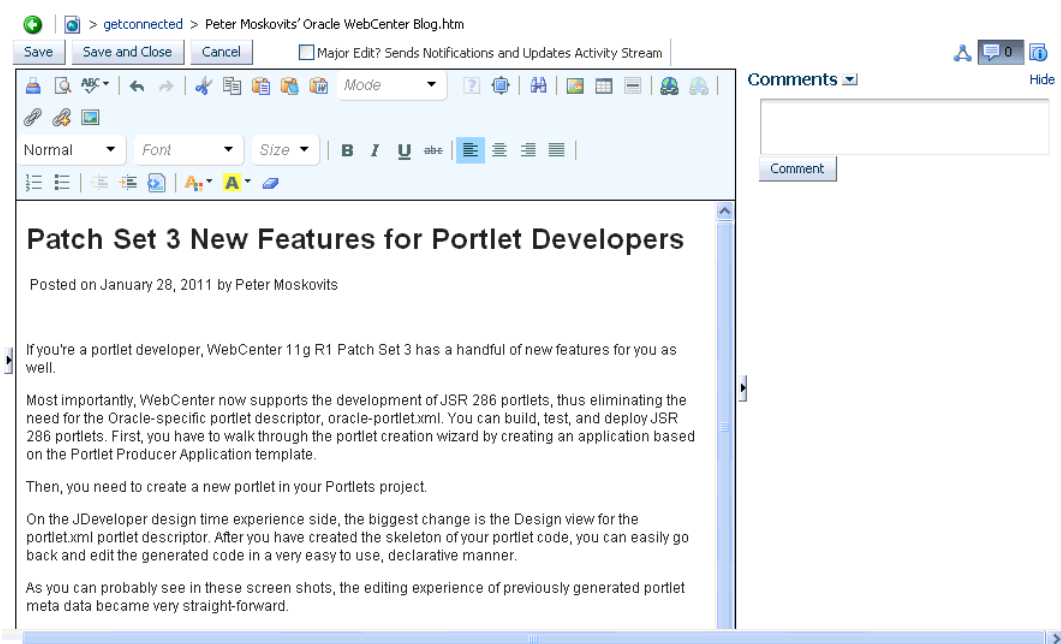 > getconnected > Peter Moskovits' Oracle WebCenter Blog.htm
Save Save and Close Cancel Major Edit? Sends Notifications and Updates Activity Stream 0
Comments Hide
ABC Mode
Normal Font Size B I U abc
Comment
A A
Patch Set 3 New Features for Portlet Developers
Posted on January 28, 2011 by Peter Moskovits
If you're a portlet developer, WebCenter 11g R1 Patch Set 3 has a handful of new features for you as
well.
Most importantly, WebCenter now supports the development of JSR 286 portlets, thus eliminating the
need for the Oracle-specific portlet descriptor, oracle-portlet.xml. You can build, test, and deploy JSR
286 portlets. First, you have to walk through the portlet creation wizard by creating an application based
on the Portlet Producer Application template.
Then, you need to create a new portlet in your Portlets project.
On the JDeveloper design time experience side, the biggest change is the Design view for the
portlet.xml portlet descriptor. After you have created the skeleton of your portlet code, you can easily go
back and edit the generated code in a very easy to use, declarative manner.
As you can probably see in these screen shots, the editing experience of previously generated portlet
meta data became very straight-forward.